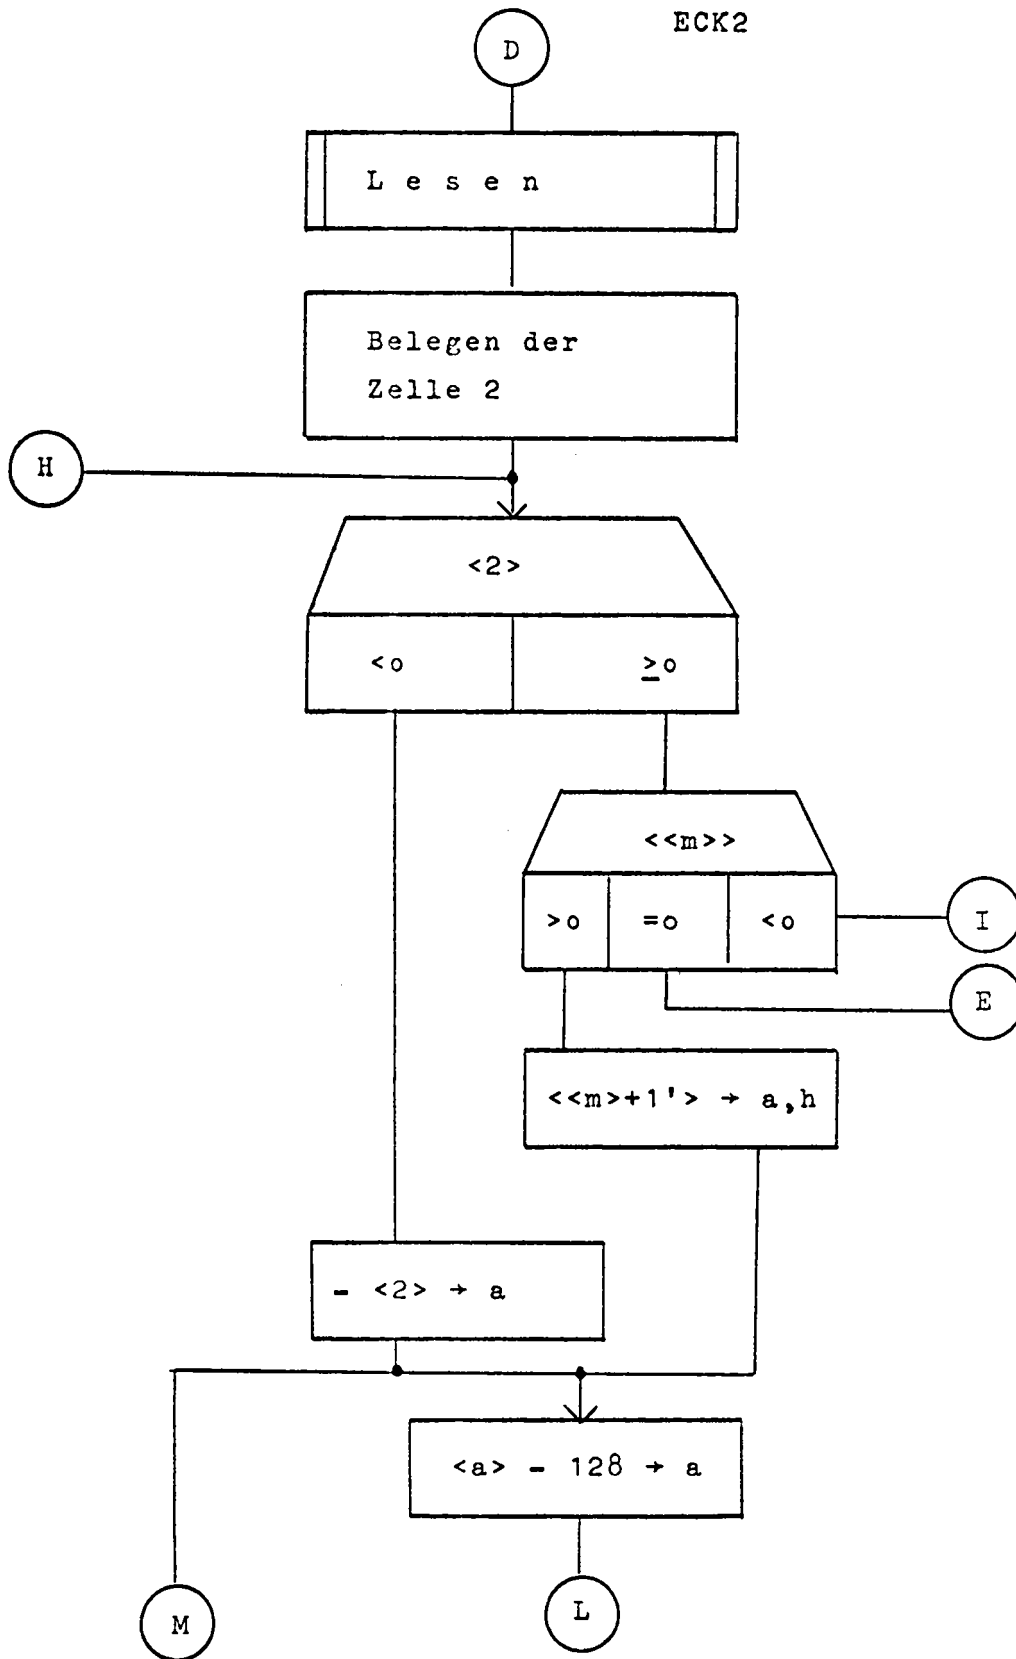 ECK2
D
L e s e n
Belegen der
Zelle 2
H
<2>
<o
≥o
<<m>>
>o
=o
<o
I
E
<<m>+1'> → a,h
- <2> → a
<a> - 128 → a
M
L